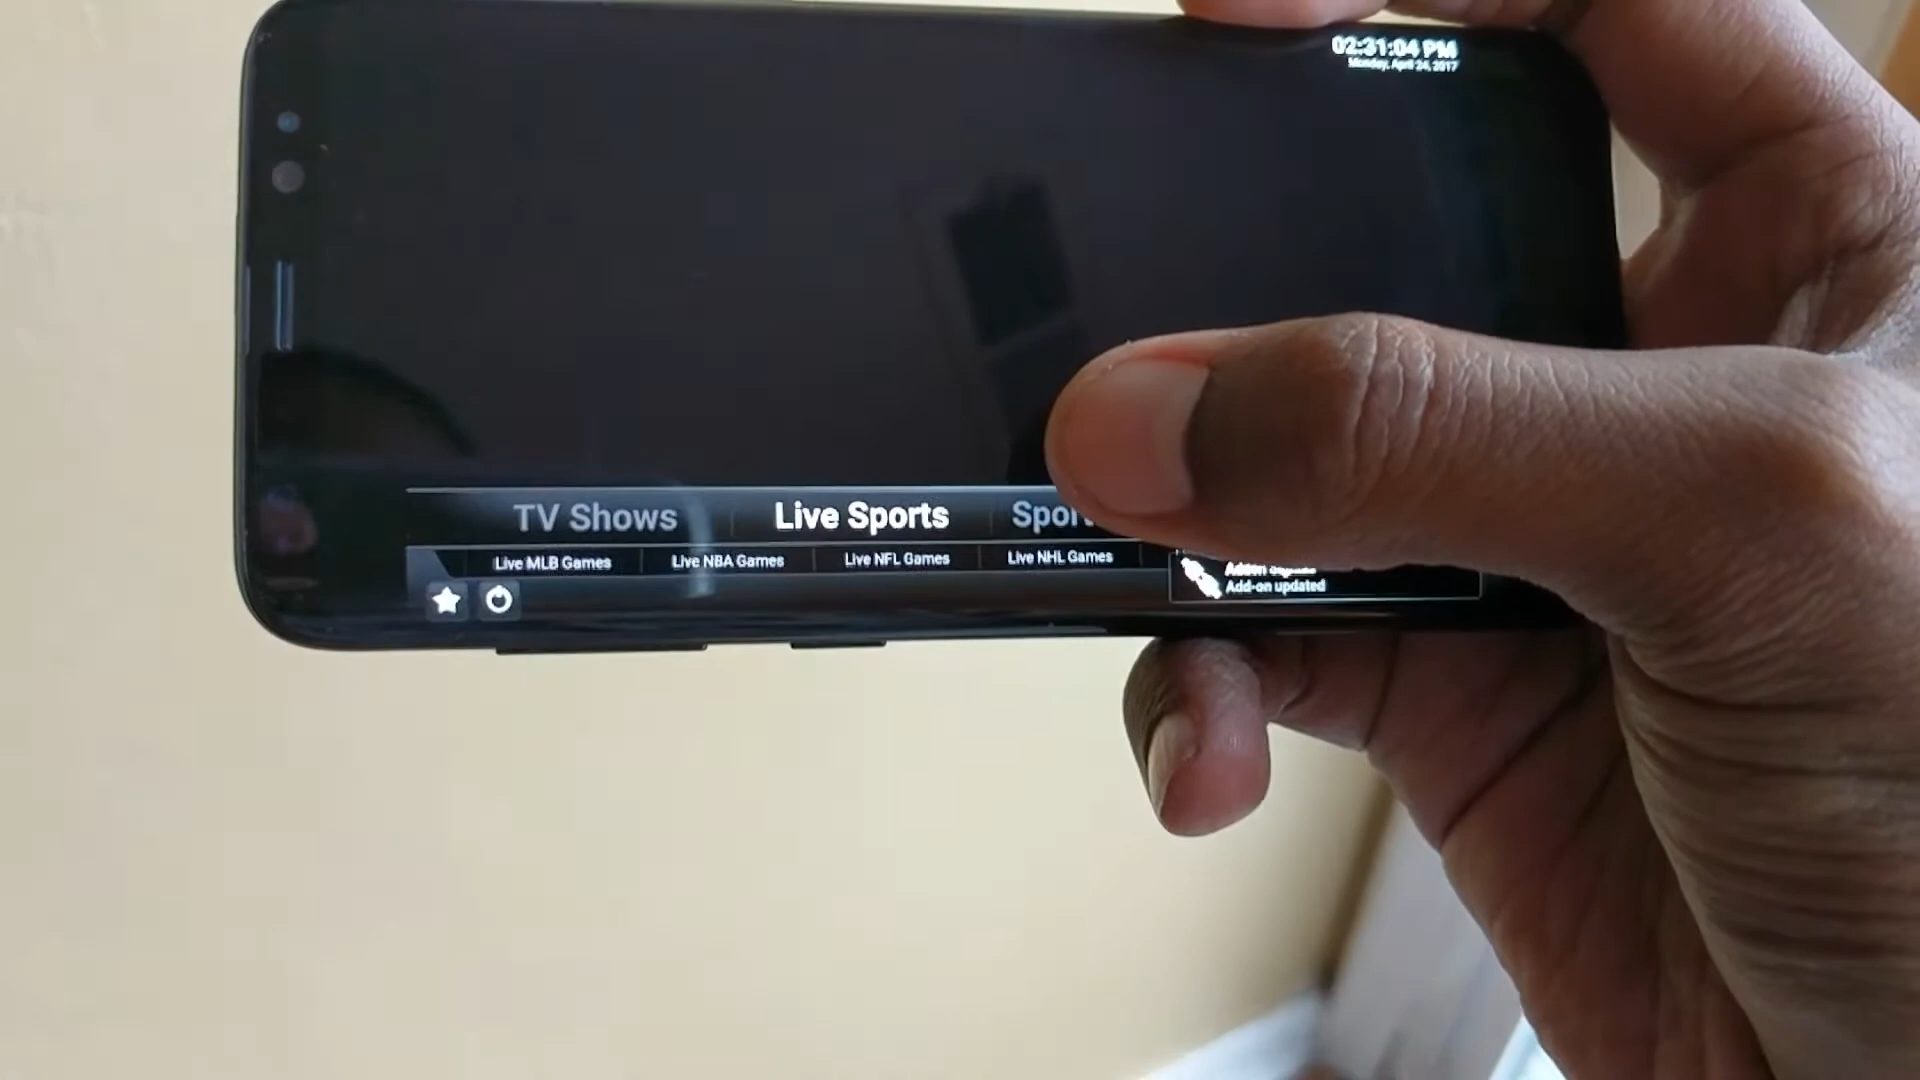 02:31:04 PM
Monday, April 24, 2017
TV Shows Live Sports Spor
Live MLB Games Live NBA Games Live NFL Games Live NHL Games
Add-on updated